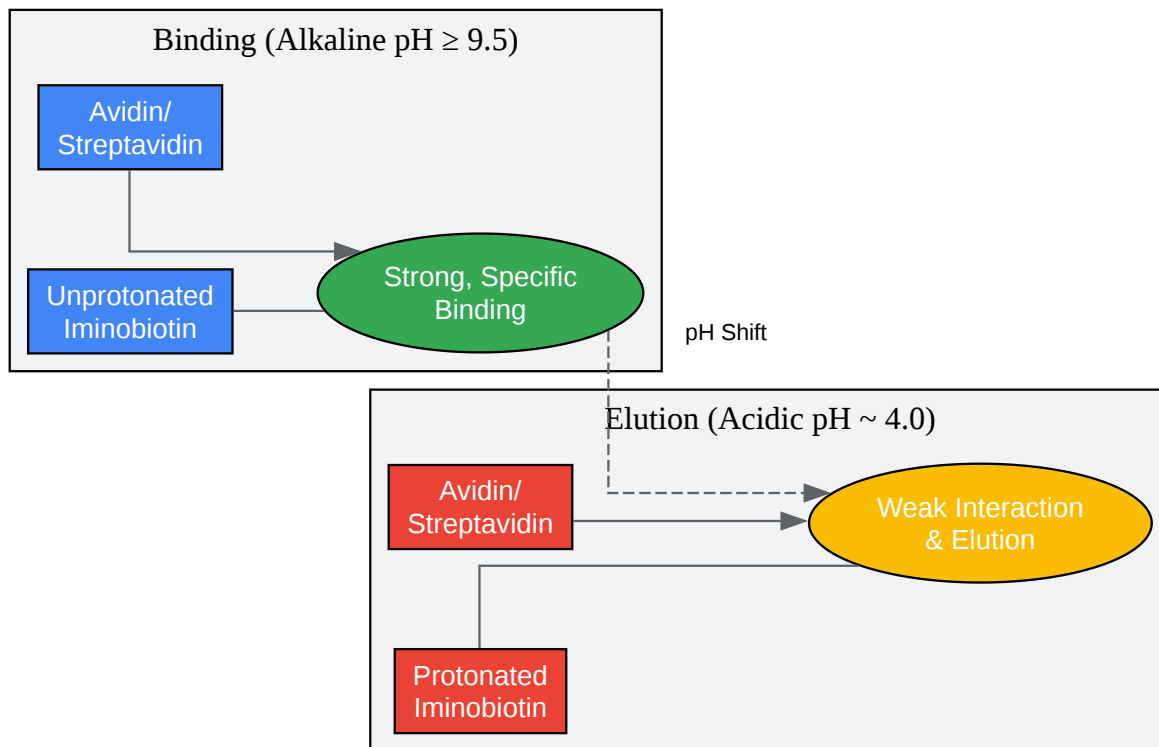 Binding (Alkaline pH ≥ 9.5)
Avidin/
Streptavidin
Unprotonated
Iminobiotin
Strong, Specific
Binding
pH Shift
Elution (Acidic pH ~ 4.0)
Avidin/
Streptavidin
Weak Interaction
& Elution
Protonated
Iminobiotin